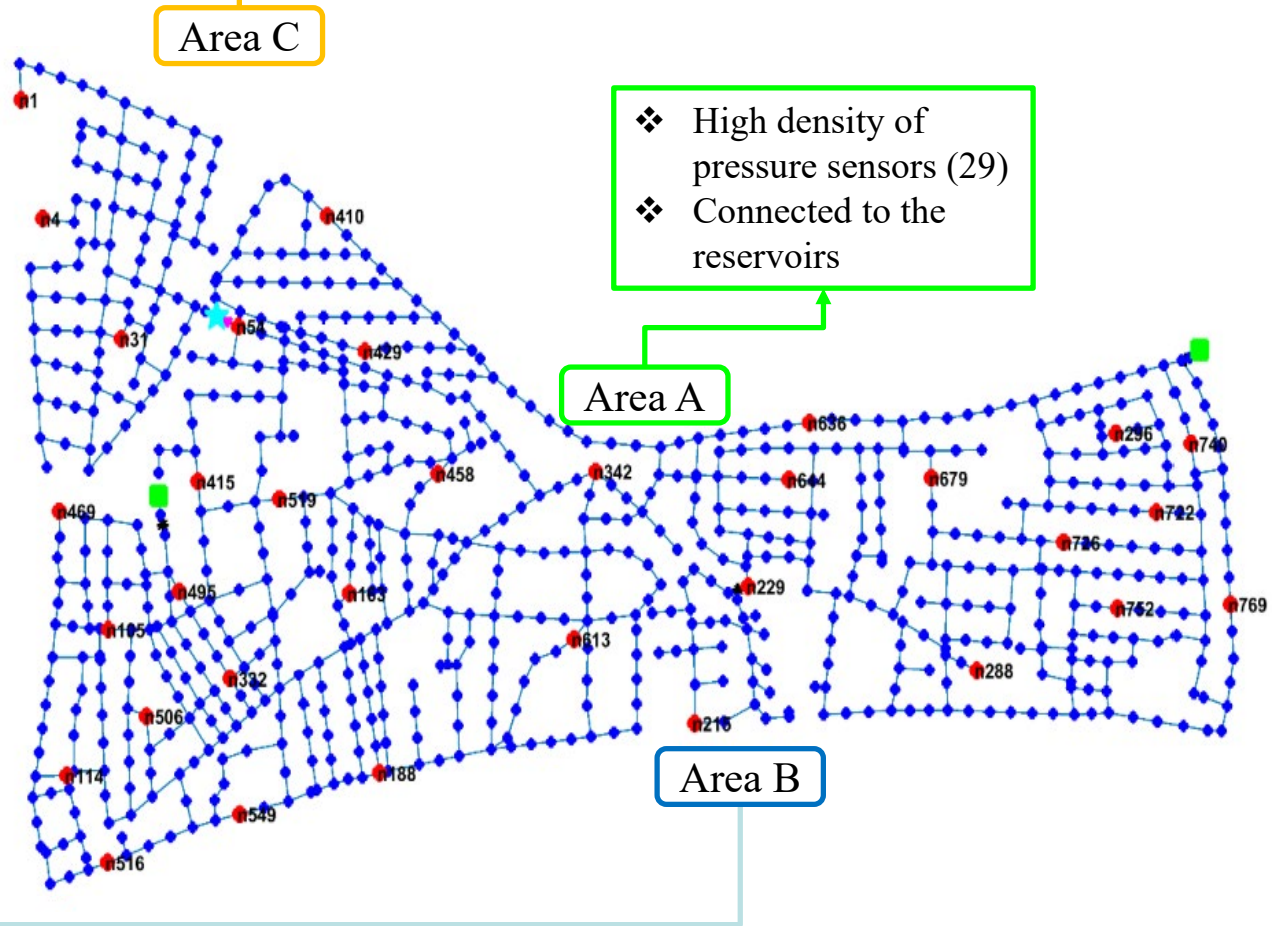 Area C
n1
❖ High density of
pressure sensors (29)
❖ Connected to the
reservoirs
n4
n410
n54
n31
n429
Area A
n636
n296
n740
n342
n458
n415
n644
n679
n519
n469
n722
n726
n229
n495
n163
n769
n752
n105
n613
n288
n332
n506
n215
n114
n188
Area B
n549
n516